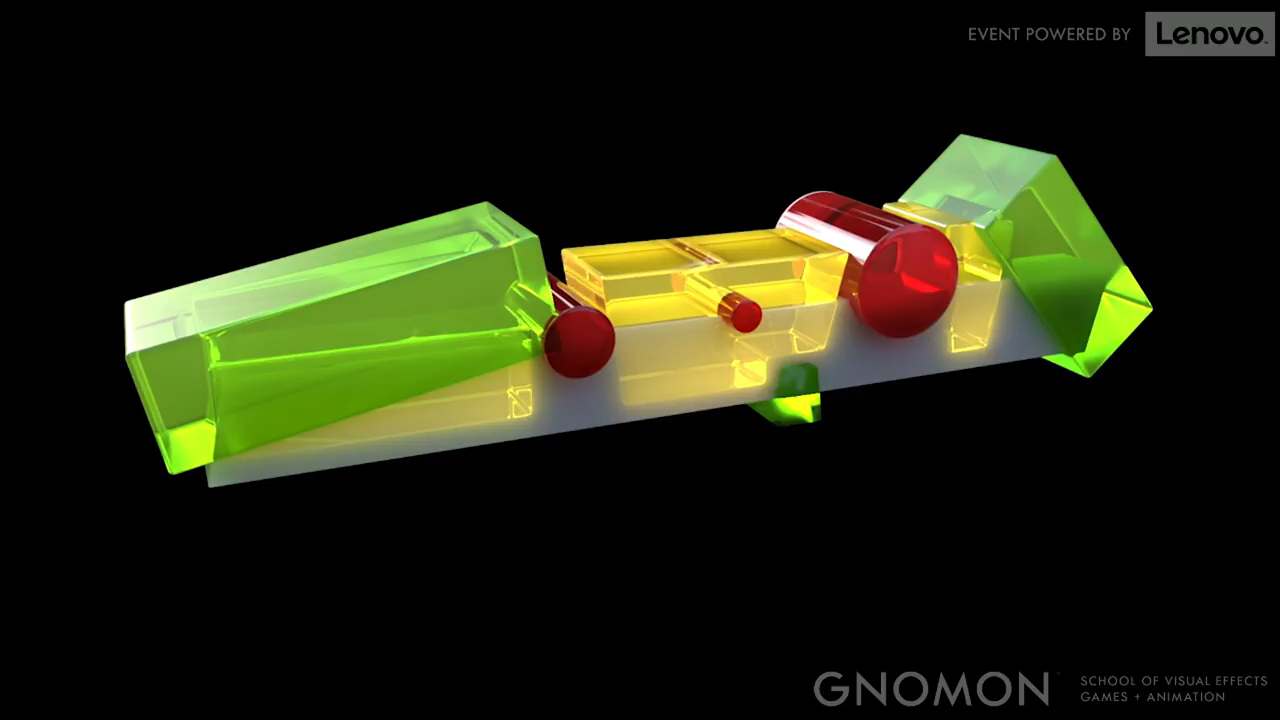 EVENT POWERED BY Lenovo
GNOMON
SCHOOL OF VISUAL EFFECTS
GAMES + ANIMATION